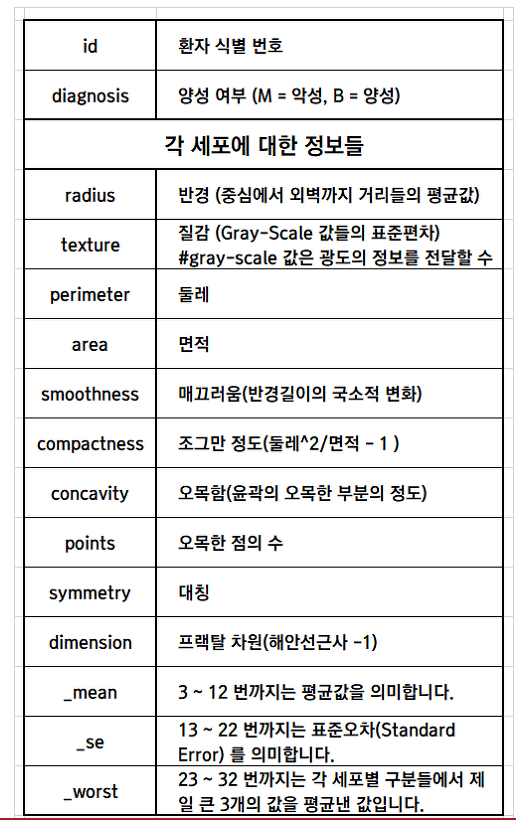 id 환자 식별 번호
diagnosis 양성 여부 (M = 악성, B = 양성)
각 세포에 대한 정보들
radius 반경 (중심에서 외벽까지 거리들의 평균값)
texture 질감 (Gray-Scale 값들의 표준편차)
#gray-scale 값은 광도의 정보를 전달할 수
perimeter 둘레
area 면적
smoothness 매끄러움(반경길이의 국소적 변화)
compactness 조그만 정도(둘레^2/면적 - 1 )
concavity 오목함(윤곽의 오목한 부분의 정도)
points 오목한 점의 수
symmetry 대칭
dimension 프랙탈 차원(해안선근사 -1)
_mean 3 ~ 12 번까지는 평균값을 의미합니다.
_se 13 ~ 22 번까지는 표준오차(Standard
Error) 를 의미합니다.
_worst 23 ~ 32 번까지는 각 세포별 구분들에서 제
일 큰 3개의 값을 평균낸 값입니다.